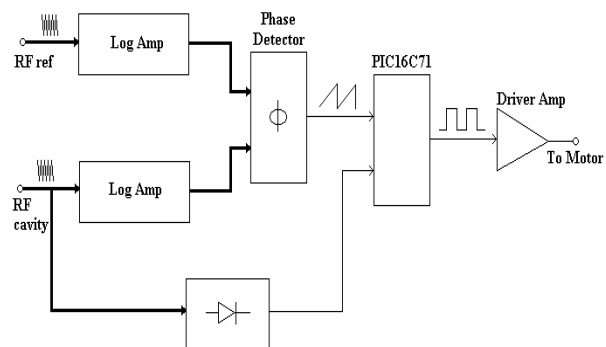 Phase
Detector
Log Amp
RF ref
PIC16C71
Driver Amp
ϕ
To Motor
Log Amp
RF
cavity